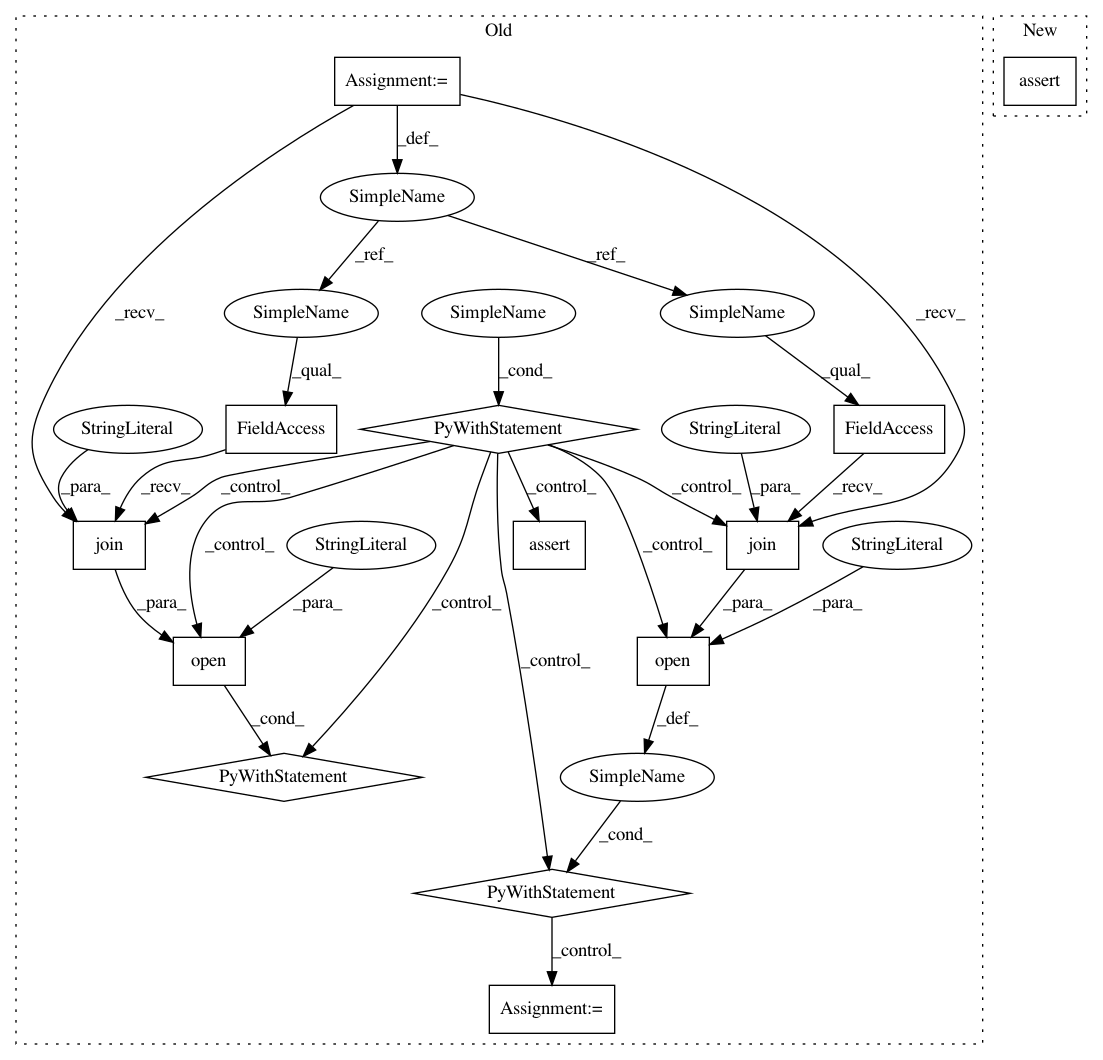 Old
New
Assignment:=
assert
_def_
SimpleName
_ref_
_ref_
_recv_
SimpleName
SimpleName
SimpleName
_recv_
_qual_
_cond_
_qual_
StringLiteral
FieldAccess
PyWithStatement
StringLiteral
FieldAccess
_para_
_recv_
_control_
_control_
_control_
_para_
_recv_
join
StringLiteral
assert
join
StringLiteral
_control_
_control_
_para_
_para_
_control_
_para_
_para_
open
_control_
open
_cond_
_def_
PyWithStatement
SimpleName
_cond_
PyWithStatement
_control_
Assignment:=